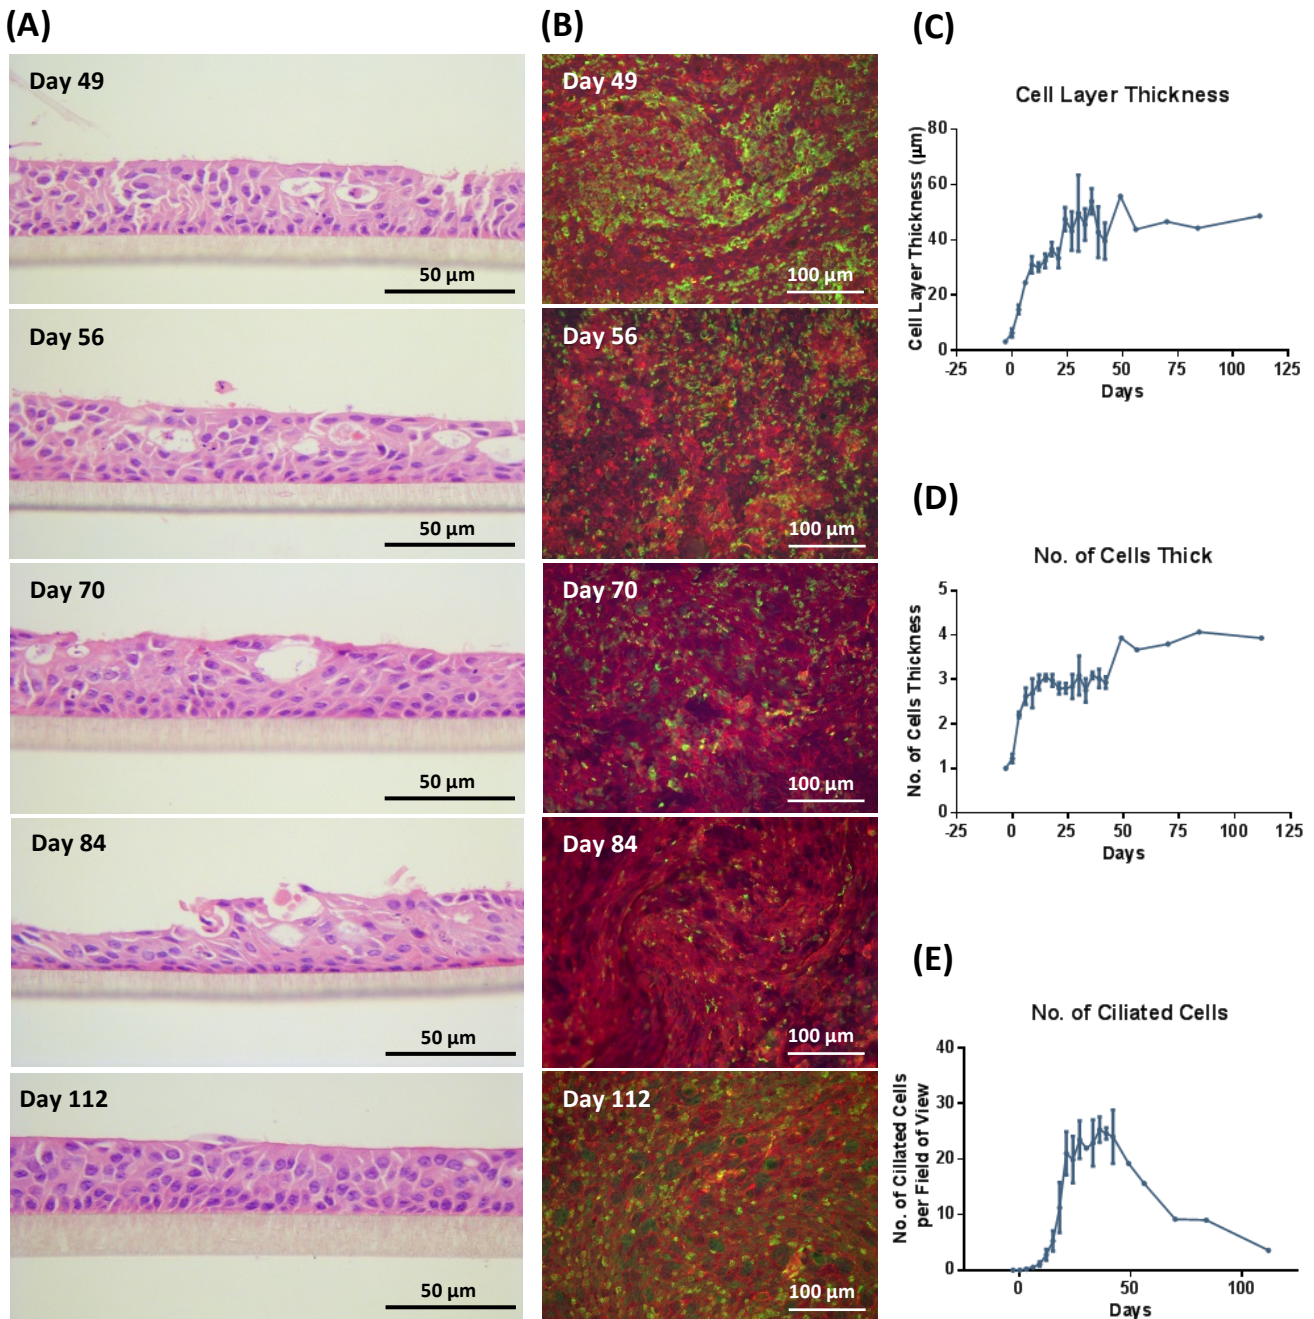 (A)
Day 49
50 µm
Day 56
50 µm
Day 70
50 µm
Day 84
50 µm
Day 112
50 µm
(B)
Day 49
100 µm
Day 56
100 µm
Day 70
100 µm
Day 84
100 µm
Day 112
100 µm
(C)
Cell Layer Thickness
Cell Layer Thickness (µm)
80
60
40
20
0
-25 0 25 50 75 100 125
Days
(D)
No. of Cells Thick
No. of Cells Thickness
5
4
3
2
1
0
-25 0 25 50 75 100 125
Days
(E)
No. of Ciliated Cells
No. of Ciliated Cells
per Field of View
40
30
20
10
0
0 50 100
Days